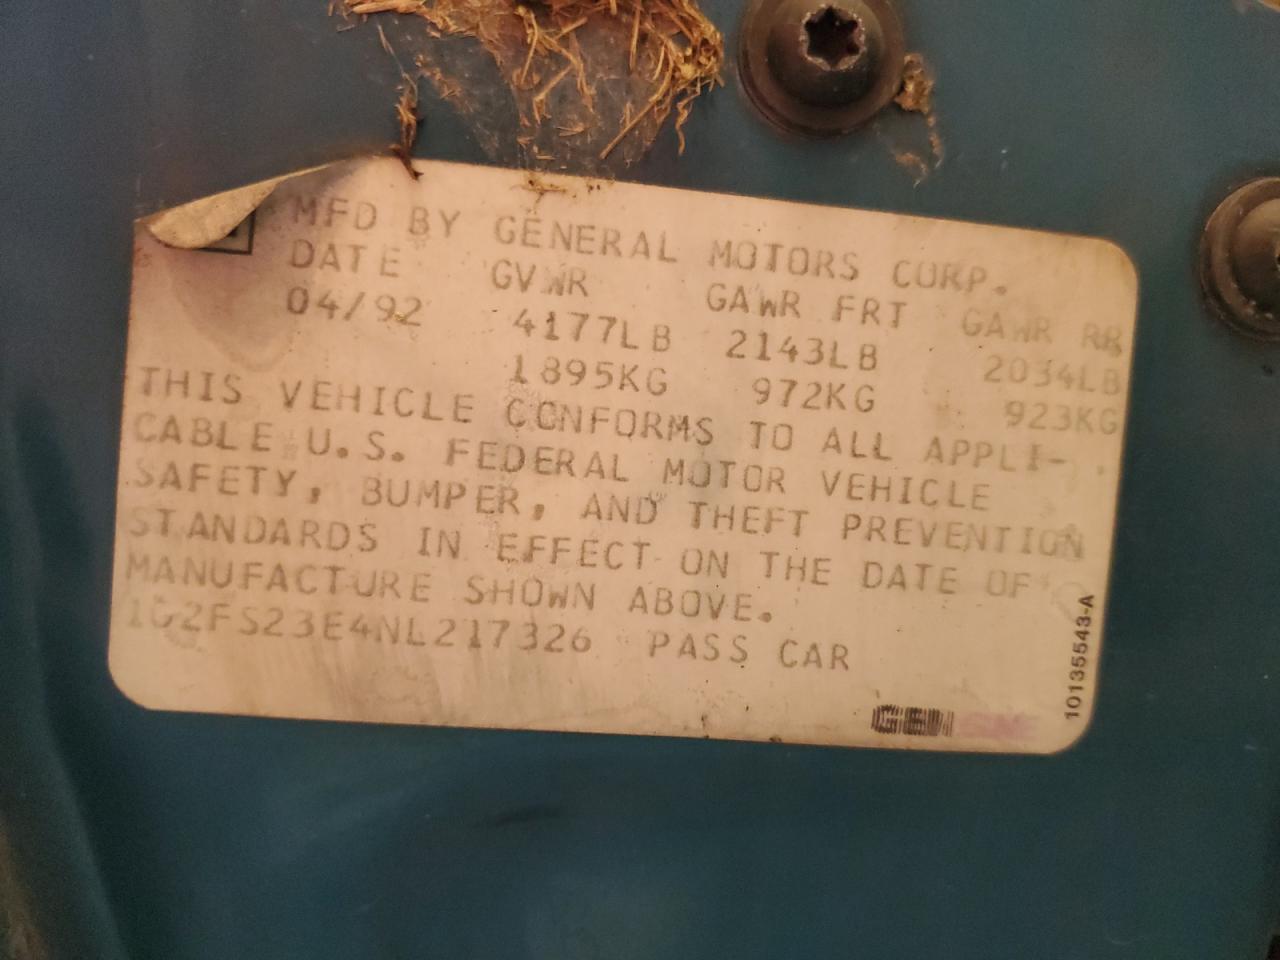 MFD BY GENERAL MOTORS CORP.
DATE GVWR GAWR FRT GAWR RR
04/92 4177LB 2143LB 2034LB
1895KG 972KG 923KG
THIS VEHICLE CONFORMS TO ALL APPLI-
CABLE U.S. FEDERAL MOTOR VEHICLE
SAFETY, BUMPER, AND THEFT PREVENTION
STANDARDS IN EFFECT ON THE DATE OF
MANUFACTURE SHOWN ABOVE.
1G2FS23E4NL217326 PASS CAR
10135543-A